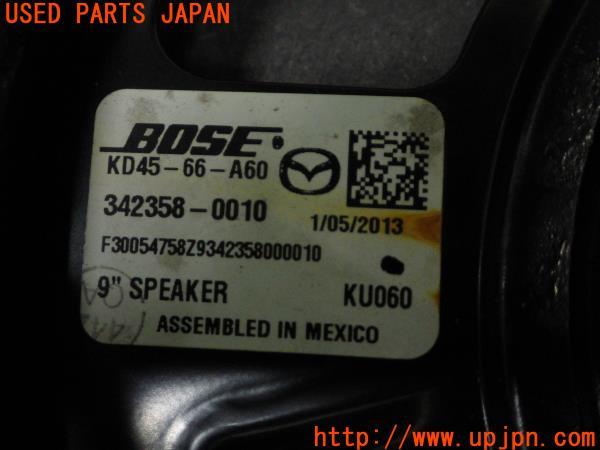 USED PARTS JAPAN
BOSE®
KD45-66-A60
342358-0010
1/05/2013
F30054758Z9342358000010
9" SPEAKER KU060
QA
ASSEMBLED IN MEXICO
http://www.upjpn.com